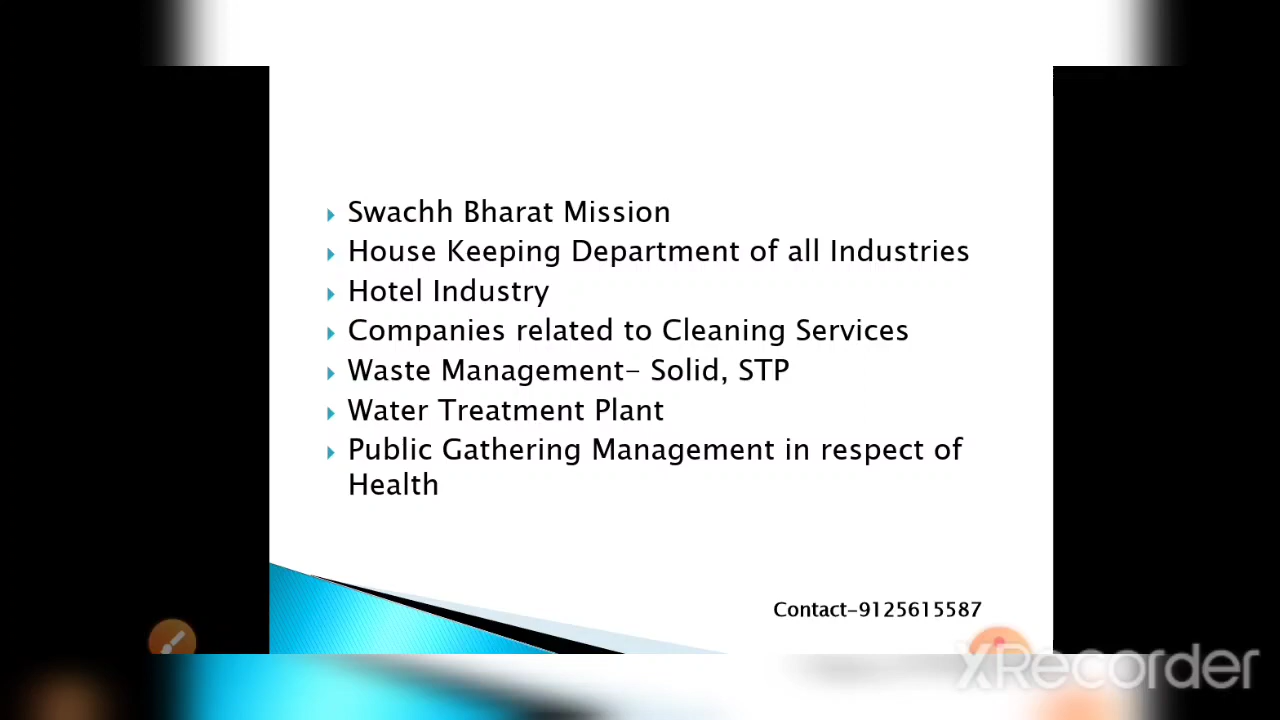 Swachh Bharat Mission
House Keeping Department of all Industries
Hotel Industry
Companies related to Cleaning Services
Waste Management- Solid, STP
Water Treatment Plant
Public Gathering Management in respect of
Health
Contact-9125615587
XRecorder